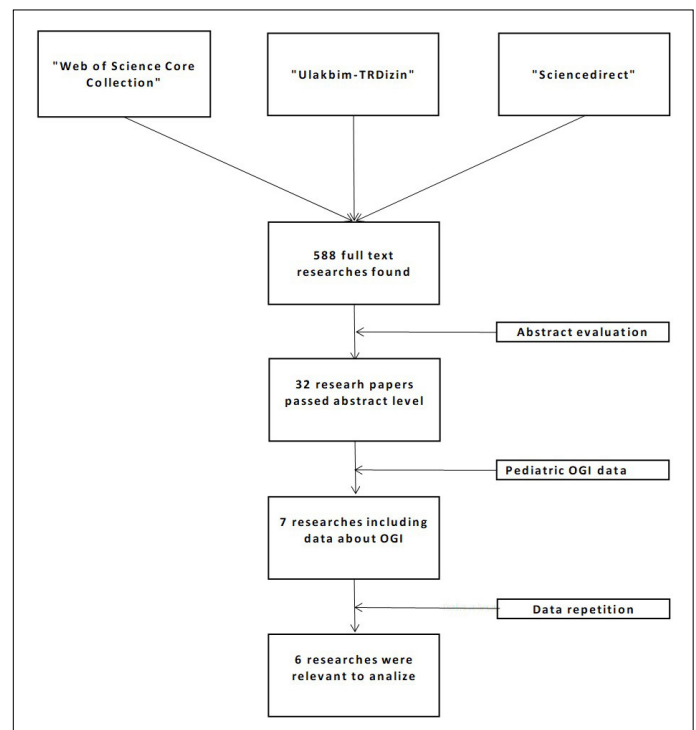 "Web of Science Core
Collection"
"Ulakbim-TRDizin"
"Sciencedirect"
588 full text
researches found
Abstract evaluation
32 researh papers
passed abstract level
Pediatric OGI data
7 researches including
data about OGI
Data repetition
6 researches were
relevant to analize